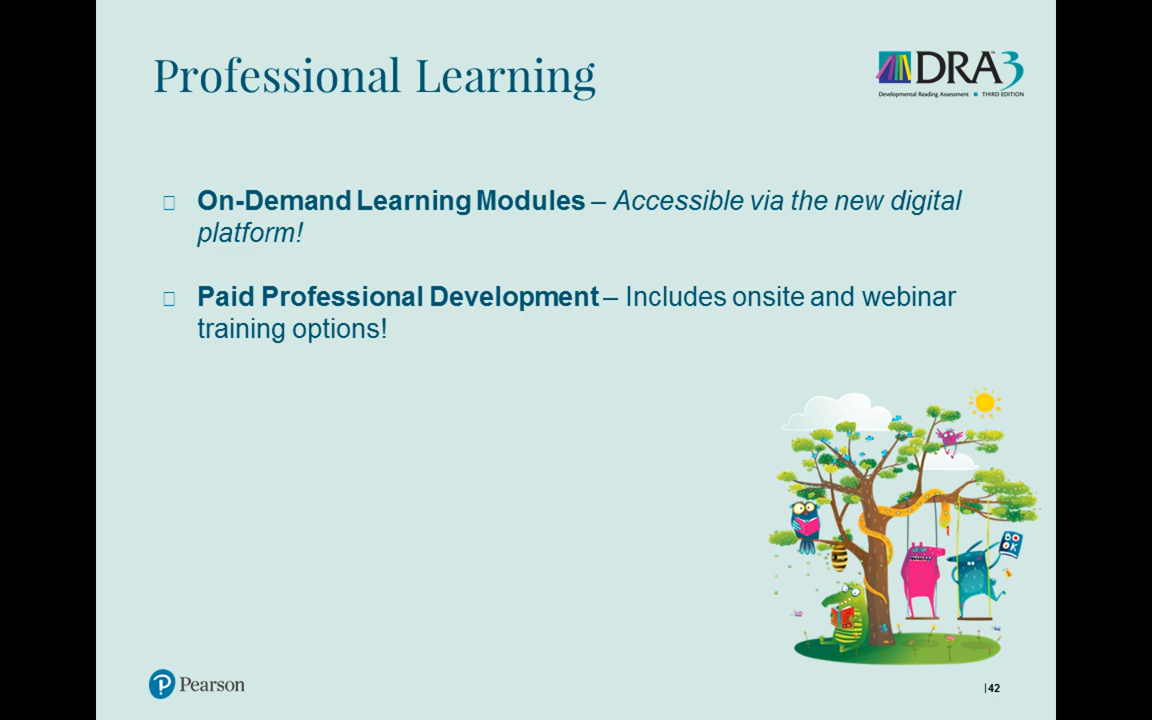 Professional Learning
DRA3
Developmental Reading Assessment ■ THIRD EDITION
On-Demand Learning Modules – Accessible via the new digital
platform!
Paid Professional Development – Includes onsite and webinar
training options!
BOOK
Pearson
|42